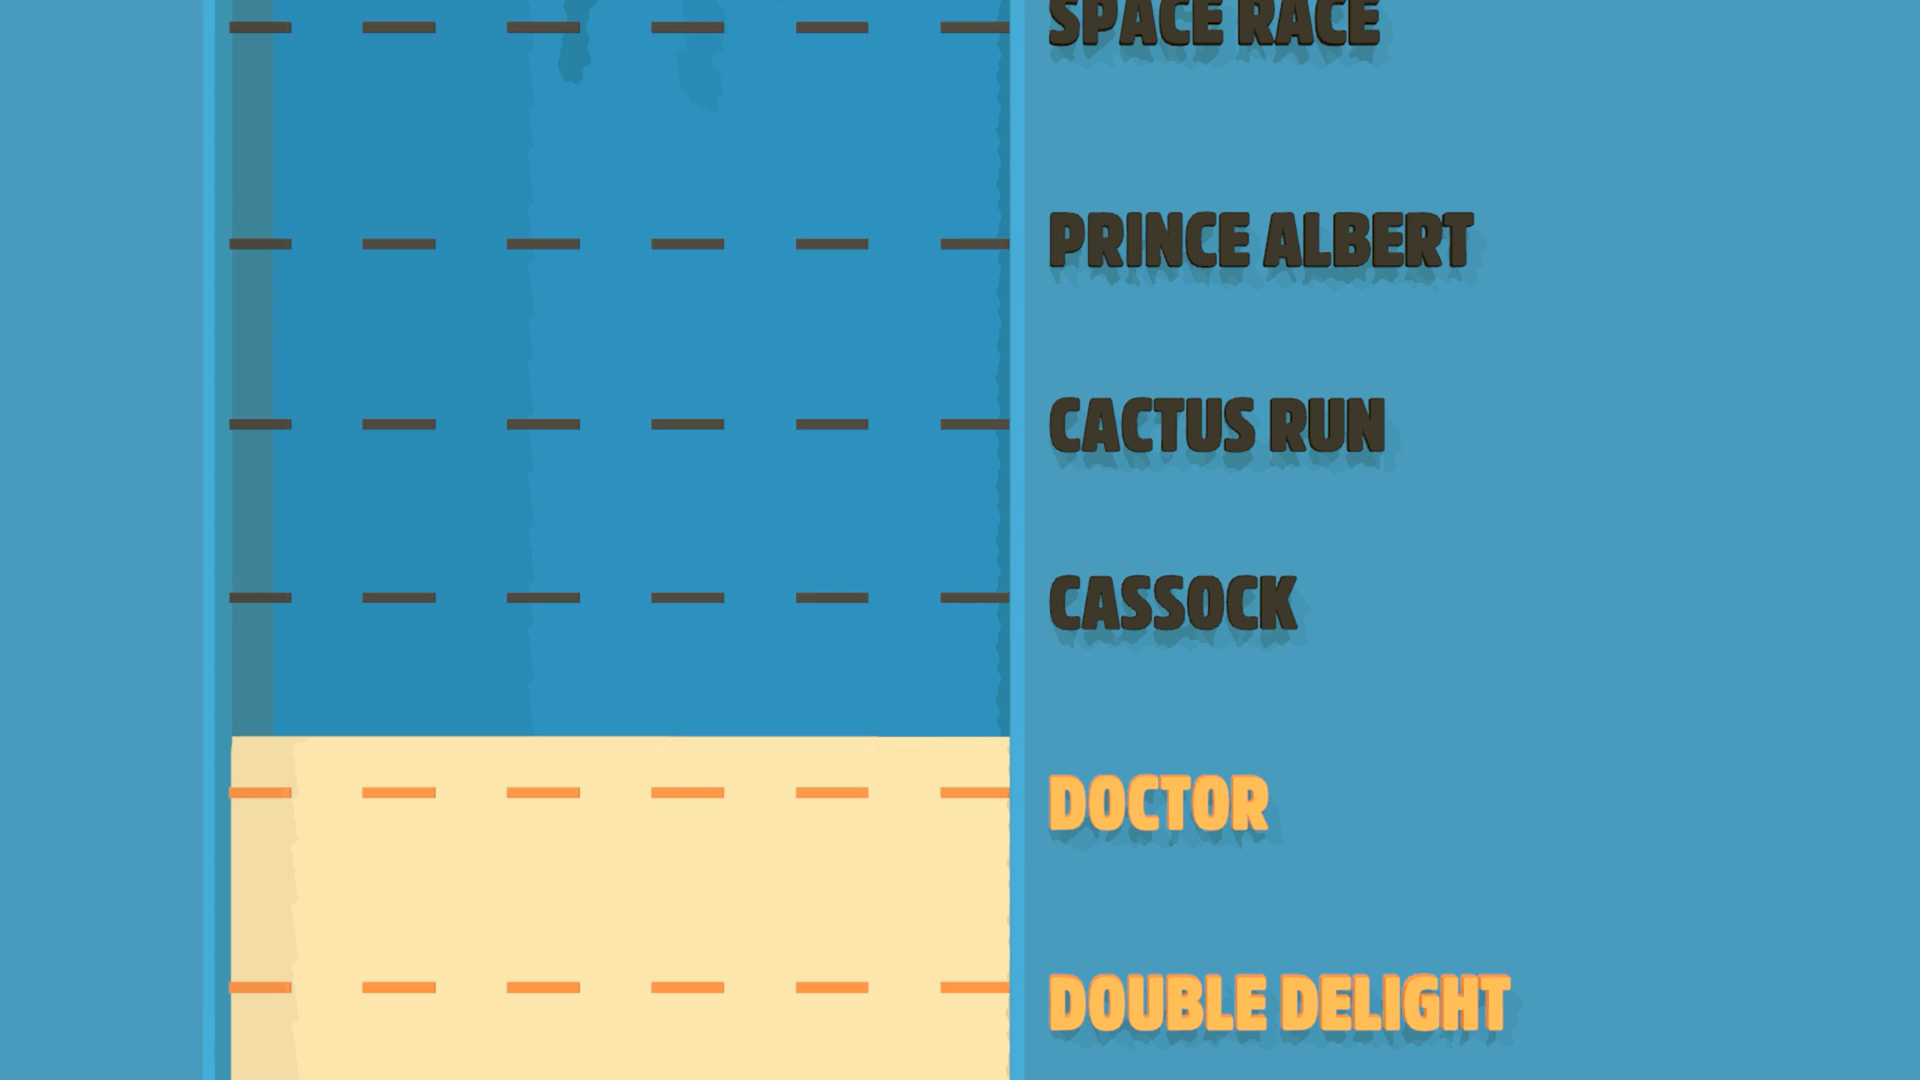 SPACE RACE
PRINCE ALBERT
CACTUS RUN
CASSOCK
DOCTOR
DOUBLE DELIGHT